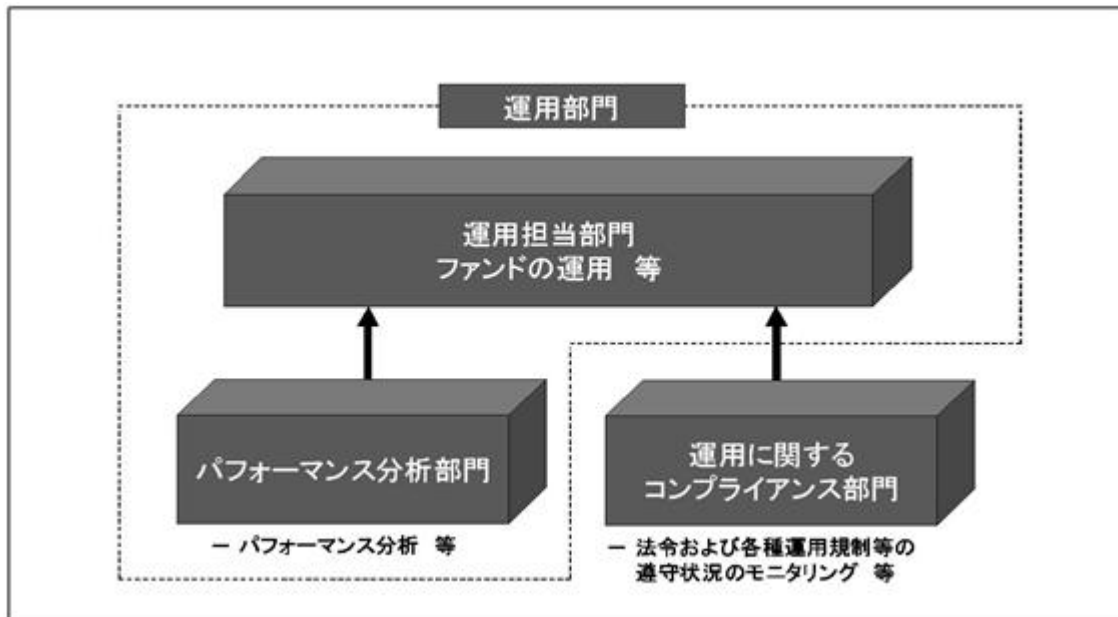 運用部門
運用担当部門
ファンドの運用 等
パフォーマンス分析部門
− パフォーマンス分析 等
運用に関する
コンプライアンス部門
− 法令および各種運用規制等の
遵守状況のモニタリング 等